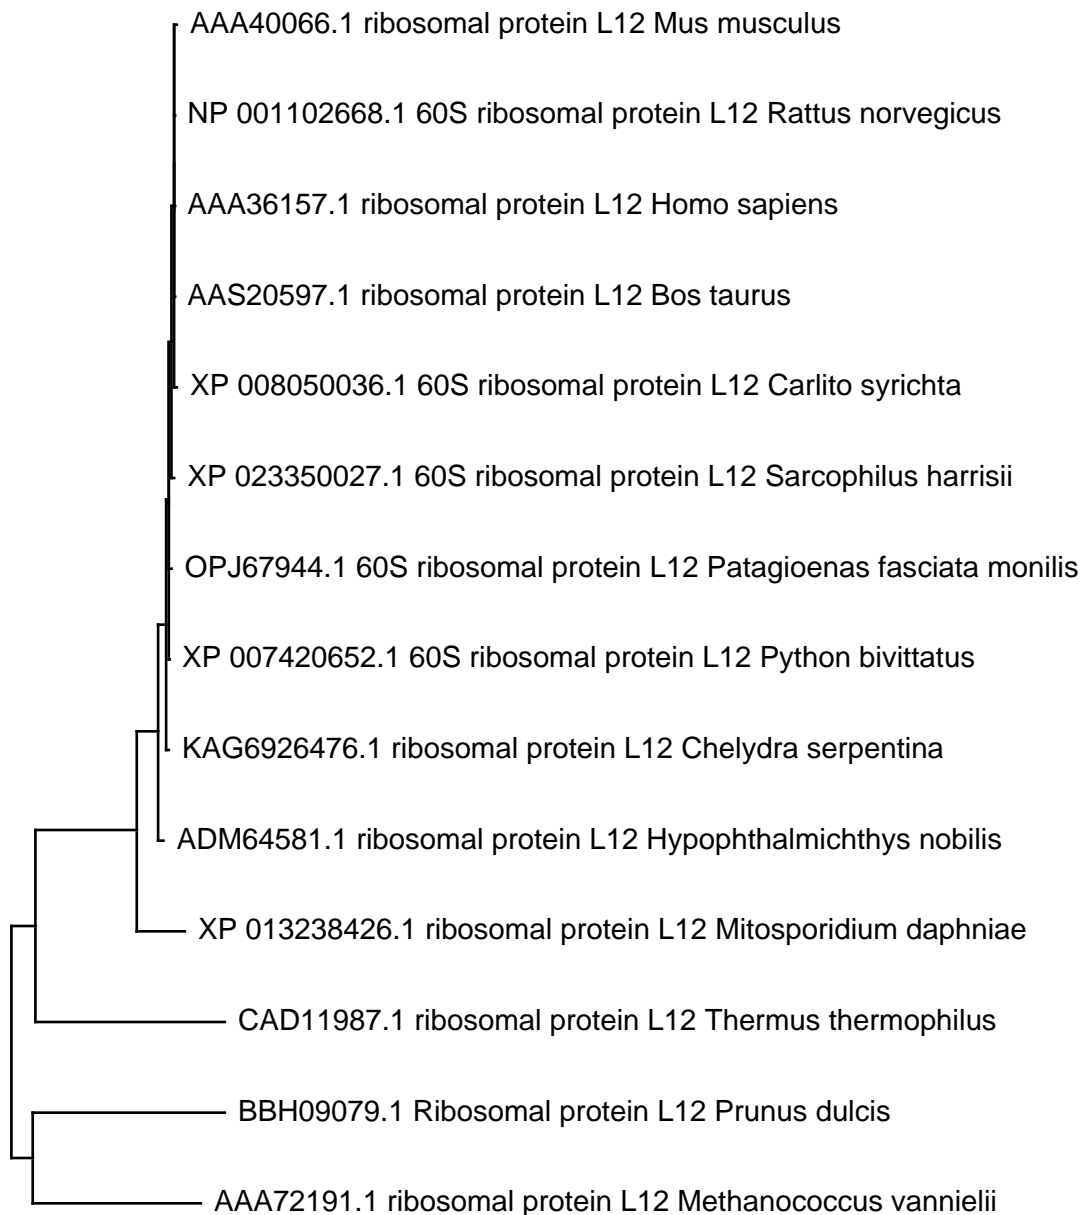 AAA40066.1 ribosomal protein L12 Mus musculus
NP 001102668.1 60S ribosomal protein L12 Rattus norvegicus
AAA36157.1 ribosomal protein L12 Homo sapiens
AAS20597.1 ribosomal protein L12 Bos taurus
XP 008050036.1 60S ribosomal protein L12 Carlito syrichta
XP 023350027.1 60S ribosomal protein L12 Sarcophilus harrisii
OPJ67944.1 60S ribosomal protein L12 Patagioenas fasciata monilis
XP 007420652.1 60S ribosomal protein L12 Python bivittatus
KAG6926476.1 ribosomal protein L12 Chelydra serpentina
ADM64581.1 ribosomal protein L12 Hypophthalmichthys nobilis
XP 013238426.1 ribosomal protein L12 Mitosporidium daphniae
CAD11987.1 ribosomal protein L12 Thermus thermophilus
BBH09079.1 Ribosomal protein L12 Prunus dulcis
AAA72191.1 ribosomal protein L12 Methanococcus vannielii